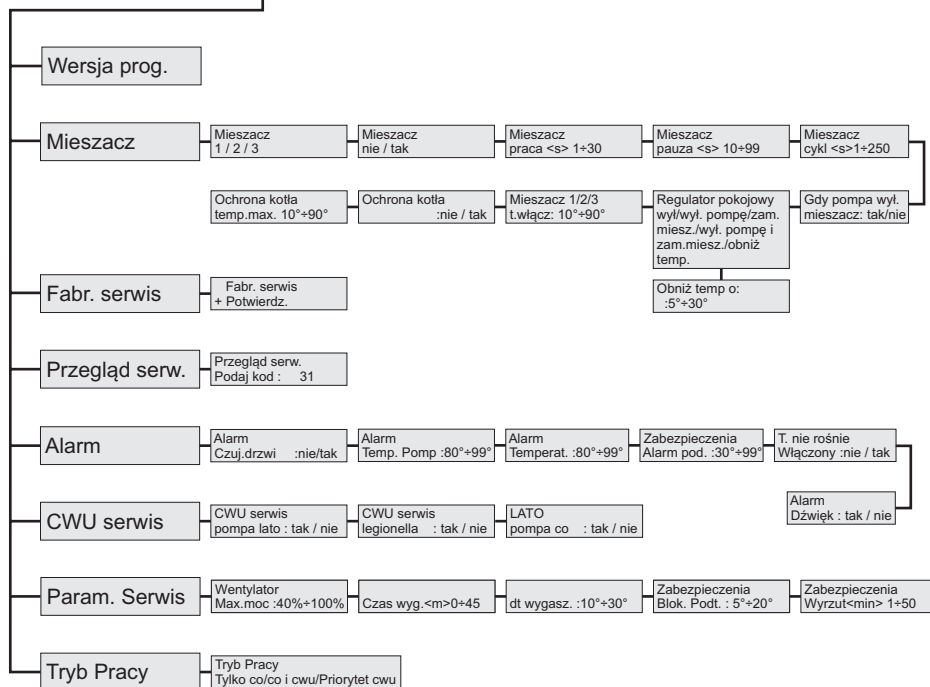 Wersja prog.
Mieszacz
Mieszacz
1 / 2 / 3
Mieszacz
nie / tak
Mieszacz
praca <s> 1÷30
Mieszacz
pauza <s> 10÷99
Mieszacz
cykl <s>1÷250
Ochrona kotła
temp.max. 10°÷90°
Ochrona kotła
:nie / tak
Mieszacz 1/2/3
t.włącz: 10°÷90°
Regulator pokojowy
wył/wył. pompę/zam.
miesz./wył. pompę i
zam.miesz./obniż
temp.
Gdy pompa wył.
mieszacz: tak/nie
Obniż temp o:
:5°÷30°
Fabr. serwis
Fabr. serwis
+ Potwierdz.
Przegląd serw.
Przegląd serw.
Podaj kod : 31
Alarm
Alarm
Czuj.drzwi :nie/tak
Alarm
Temp. Pomp :80°÷99°
Alarm
Temperat. :80°÷99°
Zabezpieczenia
Alarm pod. :30°÷99°
T. nie rośnie
Włączony :nie / tak
Alarm
Dźwięk : tak / nie
CWU serwis
CWU serwis
pompa lato : tak / nie
CWU serwis
legionella : tak / nie
LATO
pompa co : tak / nie
Param. Serwis
Wentylator
Max.moc :40%÷100%
Czas wyg.<m>0÷45
dt wygasz. :10°÷30°
Zabezpieczenia
Blok. Podt. : 5°÷20°
Zabezpieczenia
Wyrzut<min> 1÷50
Tryb Pracy
Tryb Pracy
Tylko co/co i cwu/Priorytet cwu